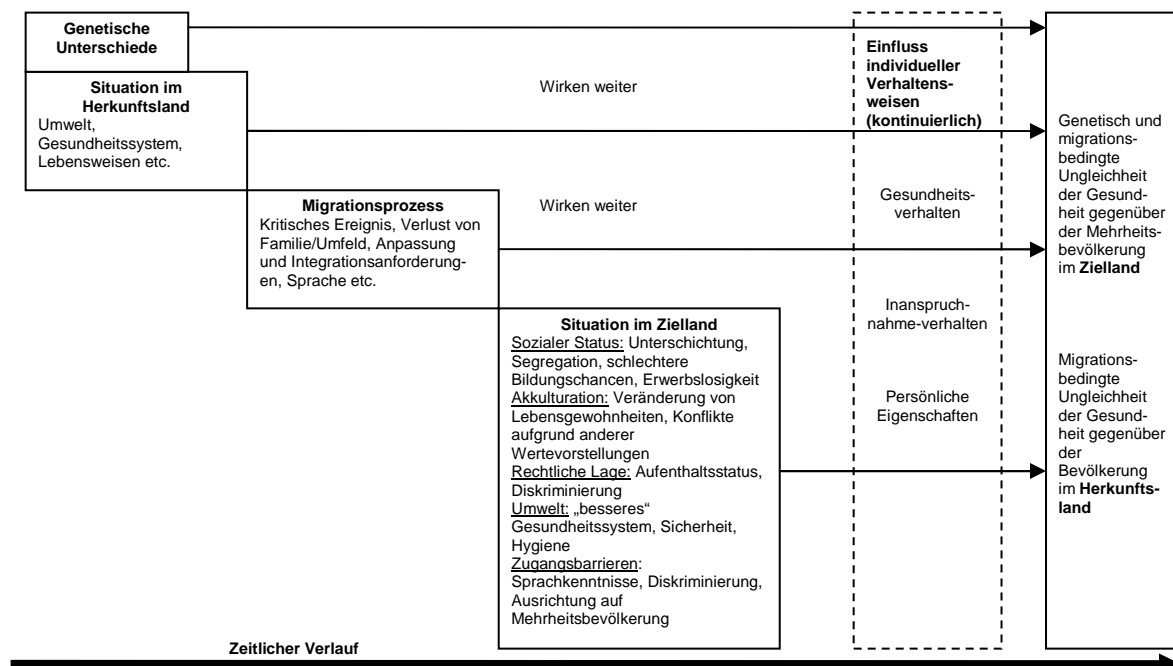 Genetische
Unterschiede
Situation im
Herkunftsland
Umwelt,
Gesundheitssystem,
Lebensweisen etc.
Wirken weiter
Migrationsprozess
Kritisches Ereignis, Verlust von
Familie/Umfeld, Anpassung
und Integrationsanforderung-
en, Sprache etc.
Wirken weiter
Situation im Zielland
Sozialer Status: Unterschichtung,
Segregation, schlechtere
Bildungschancen, Erwerbslosigkeit
Akkulturation: Veränderung von
Lebensgewohnheiten, Konflikte
aufgrund anderer
Wertevorstellungen
Rechtliche Lage: Aufenthaltsstatus,
Diskriminierung
Umwelt: „besseres“
Gesundheitssystem, Sicherheit,
Hygiene
Zugangsbarrieren:
Sprachkenntnisse, Diskriminierung,
Ausrichtung auf
Mehrheitsbevölkerung
Einfluss
individueller
Verhaltens-
weisen
(kontinuierlich)
Gesundheits-
verhalten
Inanspruch-
nahme-verhalten
Persönliche
Eigenschaften
Genetisch und
migrations-
bedingte
Ungleichheit
der Gesund-
heit gegenüber
der Mehrheits-
bevölkerung
im Zielland
Migrations-
bedingte
Ungleichheit
der Gesund-
heit gegenüber
der
Bevölkerung
im Herkunfts-
land
Zeitlicher Verlauf